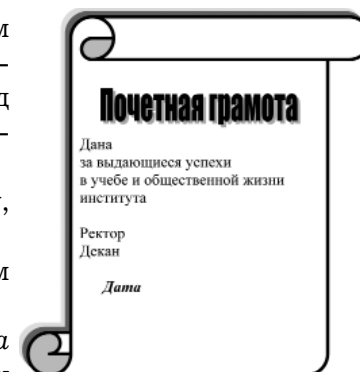 Почетная грамота
Дана
за выдающиеся успехи
в учебе и общественной жизни
института
Ректор
Декан
Дата